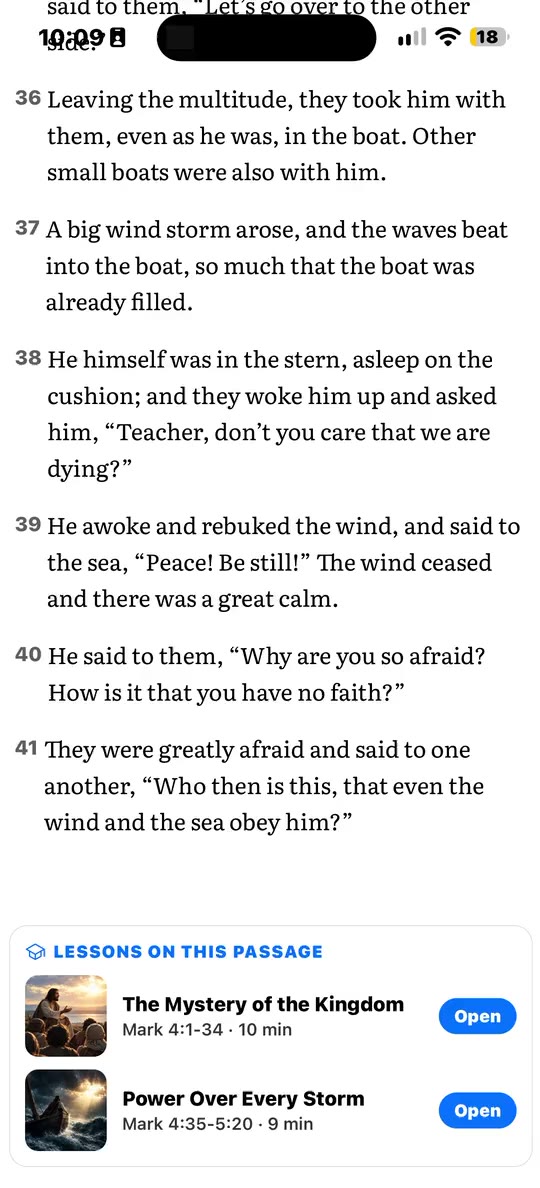 said to them, “Let’s go over to the other
side.”
10:09
18
36 Leaving the multitude, they took him with
them, even as he was, in the boat. Other
small boats were also with him.
37 A big wind storm arose, and the waves beat
into the boat, so much that the boat was
already filled.
38 He himself was in the stern, asleep on the
cushion; and they woke him up and asked
him, “Teacher, don’t you care that we are
dying?”
39 He awoke and rebuked the wind, and said to
the sea, “Peace! Be still!” The wind ceased
and there was a great calm.
40 He said to them, “Why are you so afraid?
How is it that you have no faith?”
41 They were greatly afraid and said to one
another, “Who then is this, that even the
wind and the sea obey him?”
LESSONS ON THIS PASSAGE
The Mystery of the Kingdom
Mark 4:1-34 · 10 min
Open
Power Over Every Storm
Mark 4:35-5:20 · 9 min
Open